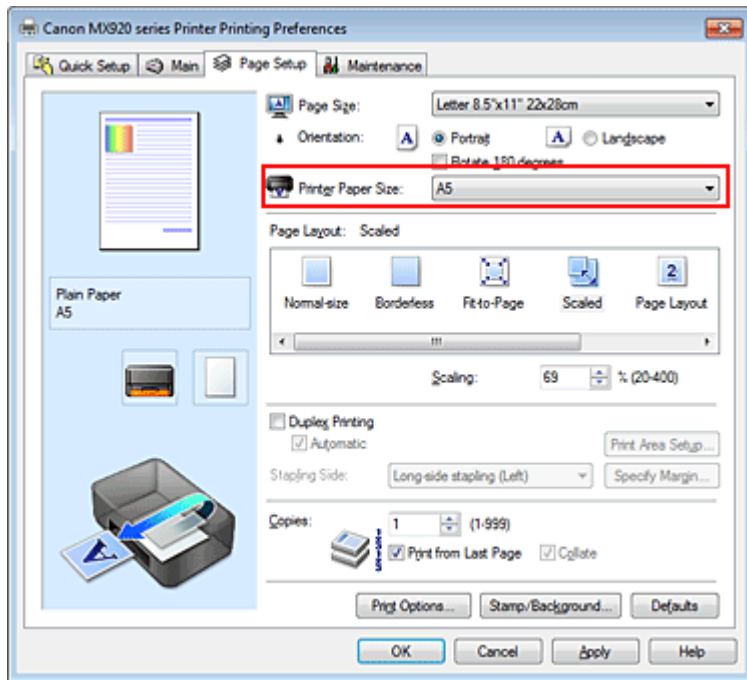 Canon MX920 series Printer Printing Preferences
Quick Setup Main Page Setup Maintenance
Page Size: Letter 8.5"x11" 22x28cm
Orientation: A Portrait A Landscape
Rotate 180 degrees
Printer Paper Size: A5
Page Layout: Scaled
2
Normal-size Borderless Fit-to-Page Scaled Page Layout
Plain Paper
A5
Scaling: 69 % (20-400)
Duplex Printing
Automatic Print Area Setup...
Stapling Side: Long-side stapling (Left) Specify Margin...
A
Copies: 1 (1-999)
Print from Last Page Collate
Print Options... Stamp/Background... Defaults
OK Cancel Apply Help